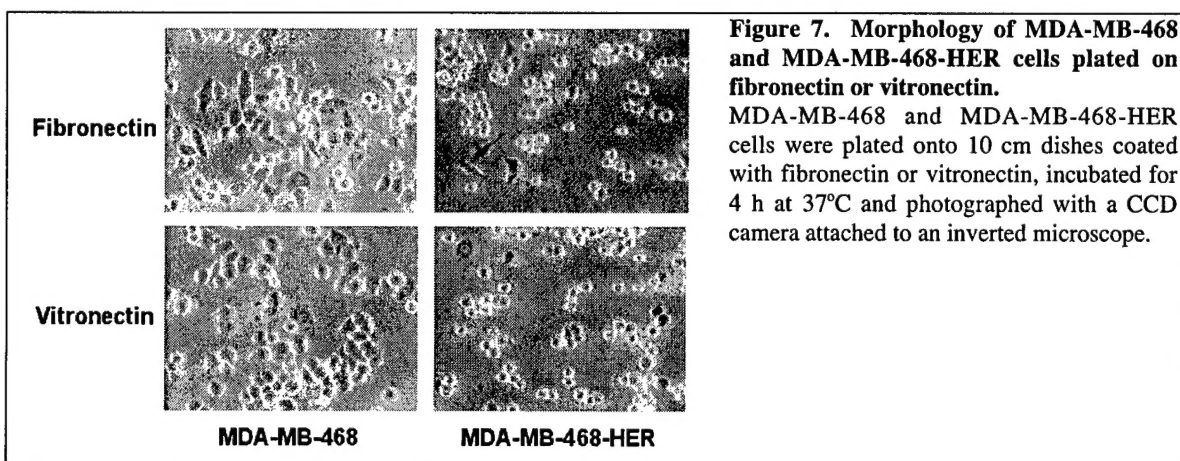 Fibronectin
Vitronectin
MDA-MB-468
MDA-MB-468-HER
Figure 7. Morphology of MDA-MB-468
and MDA-MB-468-HER cells plated on
fibronectin or vitronectin.
MDA-MB-468 and MDA-MB-468-HER
cells were plated onto 10 cm dishes coated
with fibronectin or vitronectin, incubated for
4 h at 37°C and photographed with a CCD
camera attached to an inverted microscope.